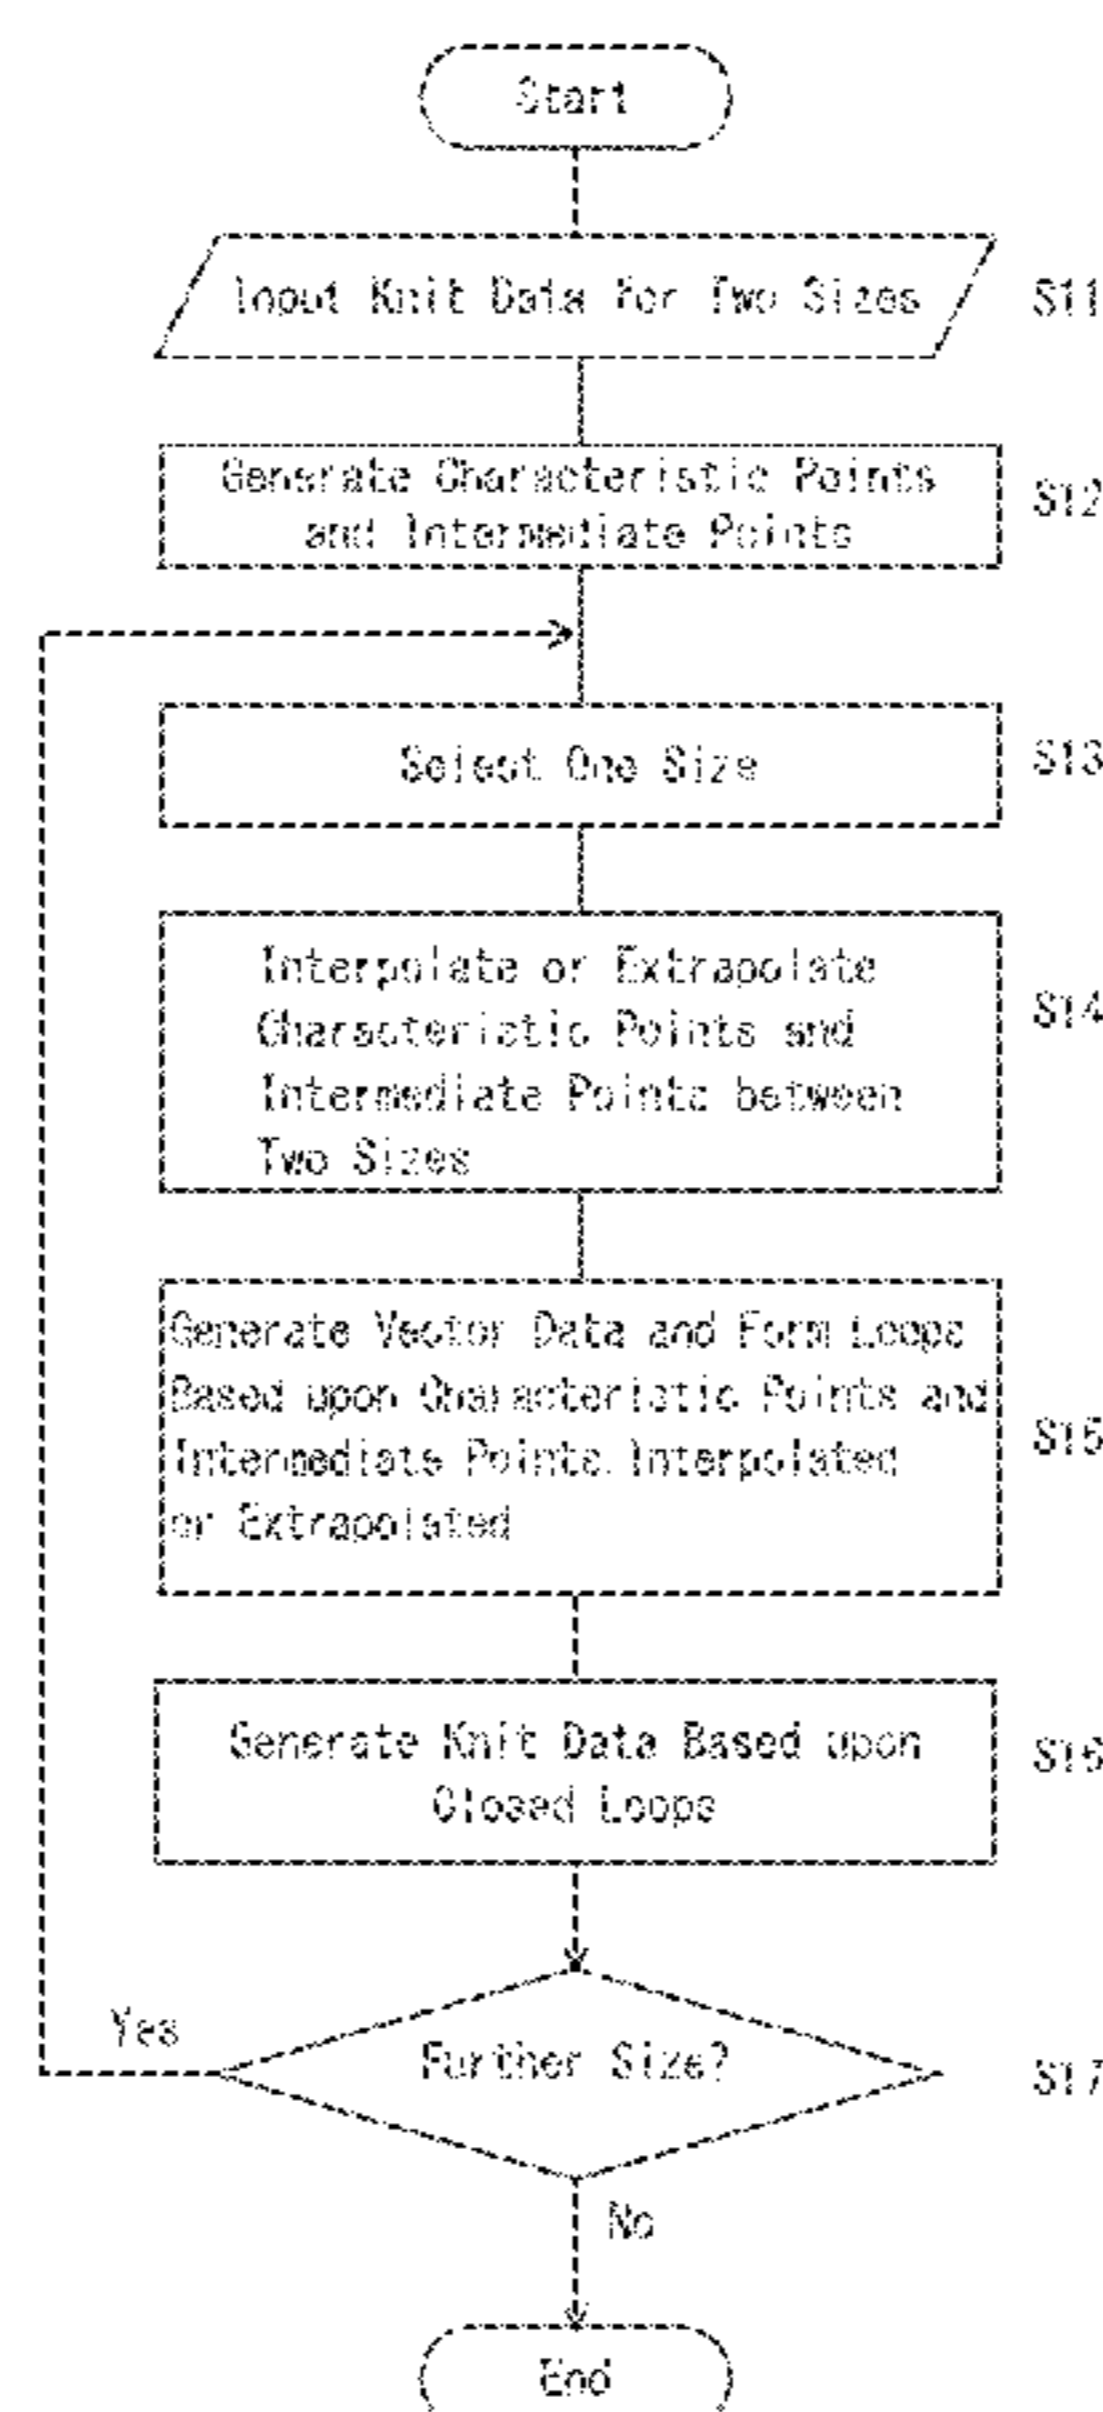 Start
Input Knit Data for Two Sizes
S11
Generate Characteristic Points
and Intermediate Points
S12
Select One Size
S13
Interpolate or Extrapolate
Characteristic Points and
Intermediate Points between
Two Sizes
S14
Generate Vector Data and Form Loops
Based upon Characteristic Points and
Intermediate Points Interpolated
or Extrapolated
S15
Generate Knit Data Based upon
Closed Loops
S16
Yes
Further Size?
S17
No
End